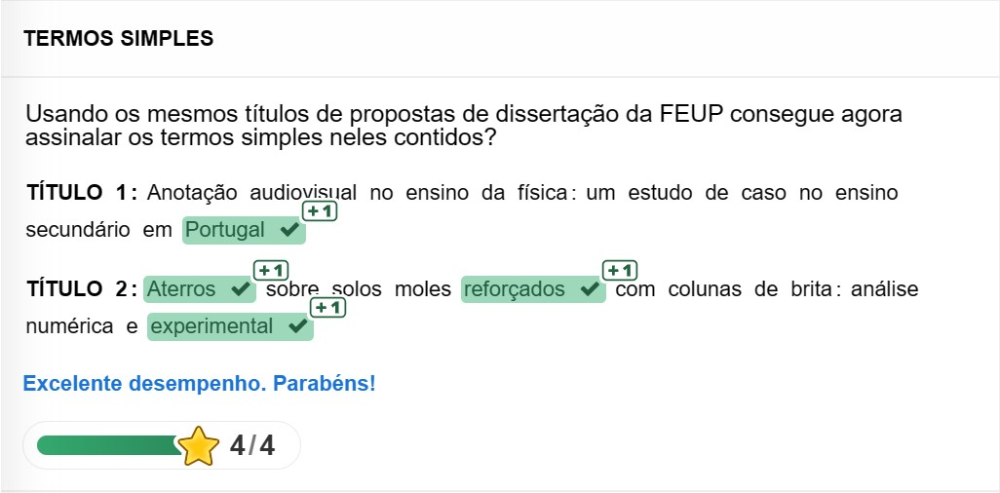 TERMOS SIMPLES
Usando os mesmos títulos de propostas de dissertação da FEUP consegue agora
assinalar os termos simples neles contidos?
TÍTULO 1: Anotação audiovisual no ensino da física: um estudo de caso no ensino
+1
secundário em Portugal ✔
+1 +1
TÍTULO 2: Aterros ✔ sobre solos moles reforçados ✔ com colunas de brita: análise
+1
numérica e experimental ✔
Excelente desempenho. Parabéns!
4/4